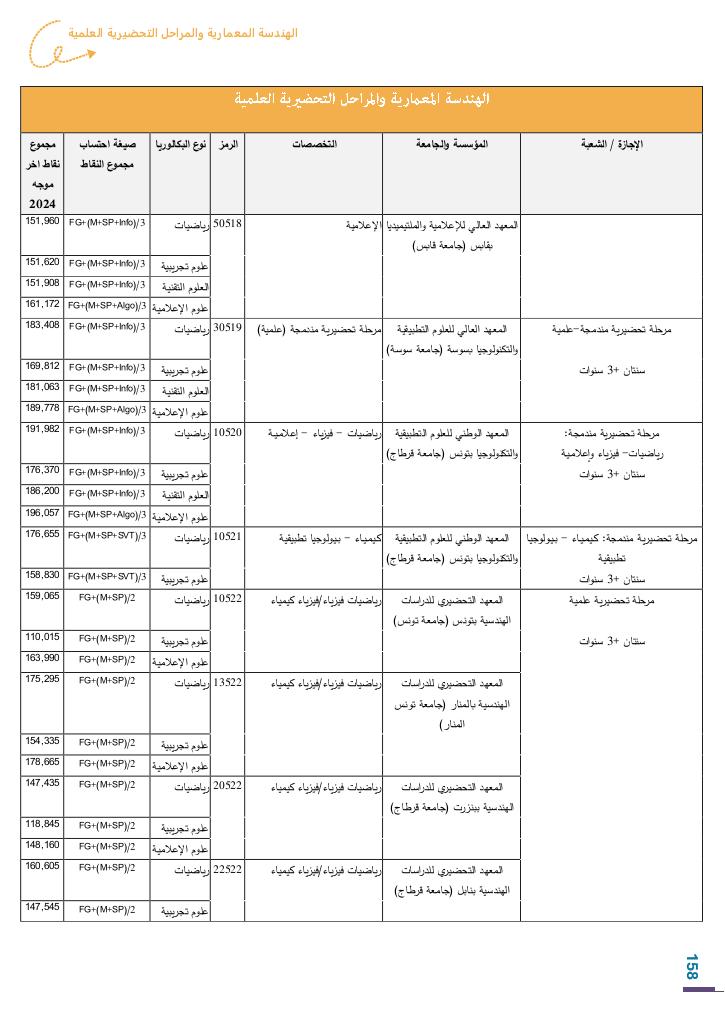 الهندسة المعمارية والمراحل التحضيرية العلمية
الهندسة المعمارية والمراحل التحضيرية العلمية
الإجازة / الشعبة المؤسسة والجامعة التخصصات الرمز نوع البكالوريا صيغة احتساب مجموع النقاط مجموع نقاط اخر موجه 2024
المعهد العالي للإعلامية والملتيميديا بقابس (جامعة قابس) الإعلامية 50518 رياضيات FG+(M+SP+Info)/3 151,960
علوم تجريبية FG+(M+SP+Info)/3 151,620
العلوم التقنية FG+(M+SP+Info)/3 151,908
علوم الإعلامية FG+(M+SP+Algo)/3 161,172
مرحلة تحضيرية مندمجة-علمية المعهد العالي للعلوم التطبيقية والتكنولوجيا بسوسة (جامعة سوسة) مرحلة تحضيرية مندمجة (علمية) 30519 رياضيات FG+(M+SP+Info)/3 183,408
سنتان +3 سنوات علوم تجريبية FG+(M+SP+Info)/3 169,812
العلوم التقنية FG+(M+SP+Info)/3 181,063
علوم الإعلامية FG+(M+SP+Algo)/3 189,778
مرحلة تحضيرية مندمجة: رياضيات- فيزياء وإعلامية المعهد الوطني للعلوم التطبيقية والتكنولوجيا بتونس (جامعة قرطاج) رياضيات - فيزياء - إعلامية 10520 رياضيات FG+(M+SP+Info)/3 191,982
سنتان +3 سنوات علوم تجريبية FG+(M+SP+Info)/3 176,370
العلوم التقنية FG+(M+SP+Info)/3 186,200
علوم الإعلامية FG+(M+SP+Algo)/3 196,057
مرحلة تحضيرية مندمجة: كيمياء - بيولوجيا تطبيقية المعهد الوطني للعلوم التطبيقية والتكنولوجيا بتونس (جامعة قرطاج) كيمياء - بيولوجيا تطبيقية 10521 رياضيات FG+(M+SP+SVT)/3 176,655
سنتان +3 سنوات علوم تجريبية FG+(M+SP+SVT)/3 158,830
مرحلة تحضيرية علمية المعهد التحضيري للدراسات الهندسية بتونس (جامعة تونس) رياضيات فيزياء/فيزياء كيمياء 10522 رياضيات FG+(M+SP)/2 159,065
سنتان +3 سنوات علوم تجريبية FG+(M+SP)/2 110,015
علوم الإعلامية FG+(M+SP)/2 163,990
المعهد التحضيري للدراسات الهندسية بالمنار (جامعة تونس المنار) رياضيات فيزياء/فيزياء كيمياء 13522 رياضيات FG+(M+SP)/2 175,295
علوم تجريبية FG+(M+SP)/2 154,335
علوم الإعلامية FG+(M+SP)/2 178,665
المعهد التحضيري للدراسات الهندسية ببنزرت (جامعة قرطاج) رياضيات فيزياء/فيزياء كيمياء 20522 رياضيات FG+(M+SP)/2 147,435
علوم تجريبية FG+(M+SP)/2 118,845
علوم الإعلامية FG+(M+SP)/2 148,160
المعهد التحضيري للدراسات الهندسية بنابل (جامعة قرطاج) رياضيات فيزياء/فيزياء كيمياء 22522 رياضيات FG+(M+SP)/2 160,605
علوم تجريبية FG+(M+SP)/2 147,545
158